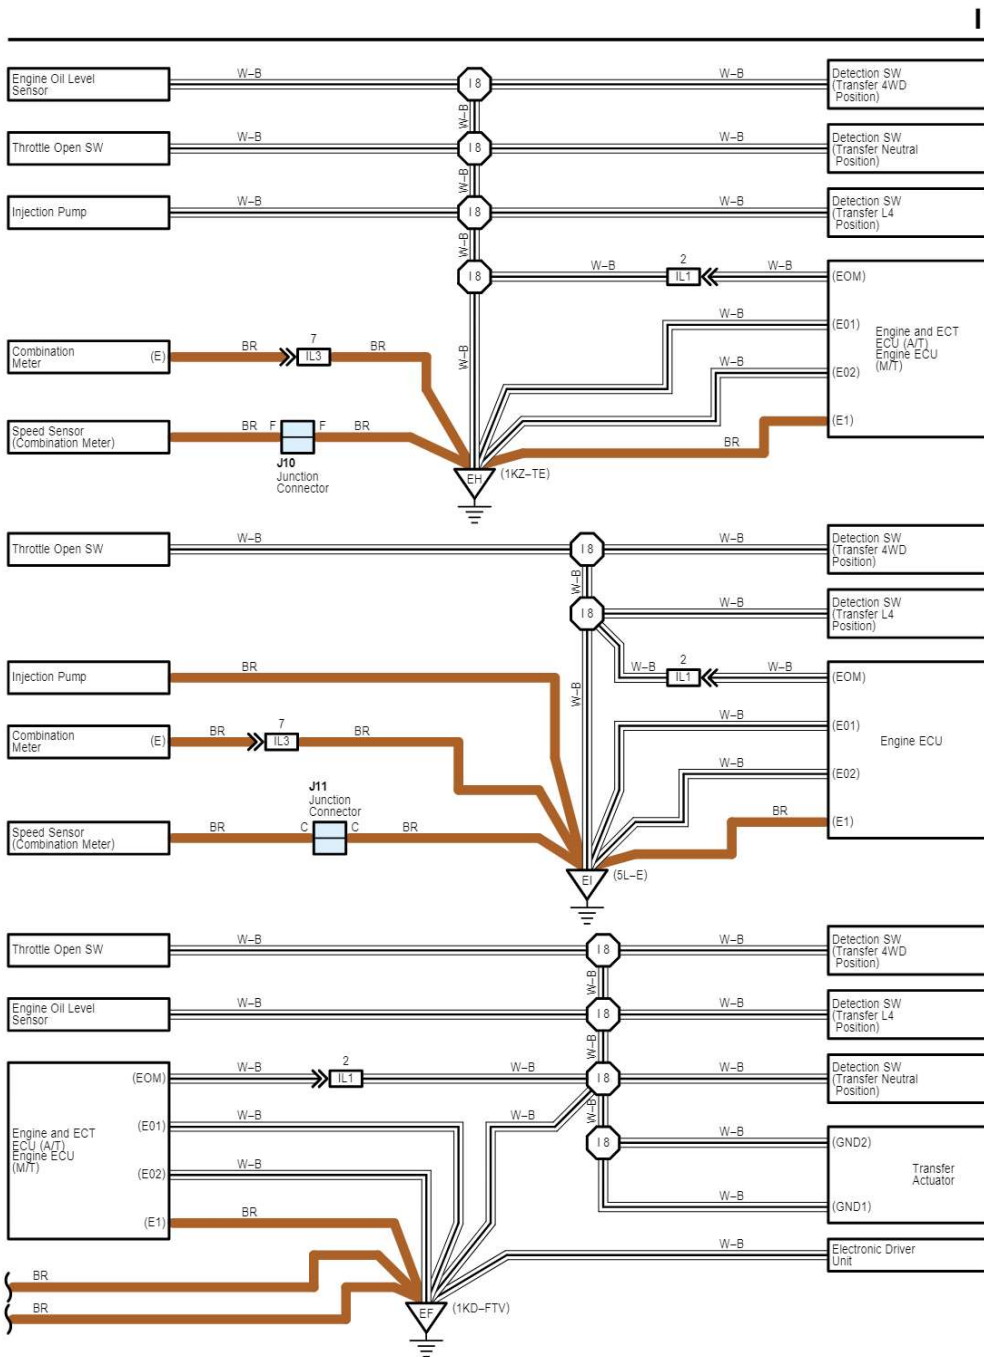 I
Engine Oil Level
Sensor
W–B
I 8
W–B
Detection SW
(Transfer 4WD
Position)
W–B
Throttle Open SW
W–B
I 8
W–B
Detection SW
(Transfer Neutral
Position)
W–B
Injection Pump
W–B
I 8
W–B
Detection SW
(Transfer L4
Position)
W–B
I 8
W–B
2
IL1
W–B
(EOM)
W–B
(E01)
Engine and ECT
ECU (A/T)
Engine ECU
(M/T)
W–B
(E02)
BR
(E1)
W–B
Combination
Meter
(E)
BR
7
IL3
BR
Speed Sensor
(Combination Meter)
BR
F
F
BR
J10
Junction
Connector
EH
(1KZ–TE)
Throttle Open SW
W–B
I 8
W–B
Detection SW
(Transfer 4WD
Position)
W–B
I 8
W–B
Detection SW
(Transfer L4
Position)
Injection Pump
BR
W–B
W–B
2
IL1
W–B
(EOM)
W–B
(E01)
Engine ECU
W–B
(E02)
BR
(E1)
Combination
Meter
(E)
BR
7
IL3
BR
J11
Junction
Connector
Speed Sensor
(Combination Meter)
BR
C
C
BR
EI
(5L–E)
Throttle Open SW
W–B
I 8
W–B
Detection SW
(Transfer 4WD
Position)
W–B
Engine Oil Level
Sensor
W–B
I 8
W–B
Detection SW
(Transfer L4
Position)
W–B
(EOM)
W–B
2
IL1
W–B
I 8
W–B
Detection SW
(Transfer Neutral
Position)
W–B
Engine and ECT
ECU (A/T)
Engine ECU
(M/T)
(E01)
W–B
W–B
I 8
W–B
(GND2)
Transfer
Actuator
(E02)
W–B
W–B
(GND1)
(E1)
BR
W–B
Electronic Driver
Unit
BR
BR
EF
(1KD–FTV)